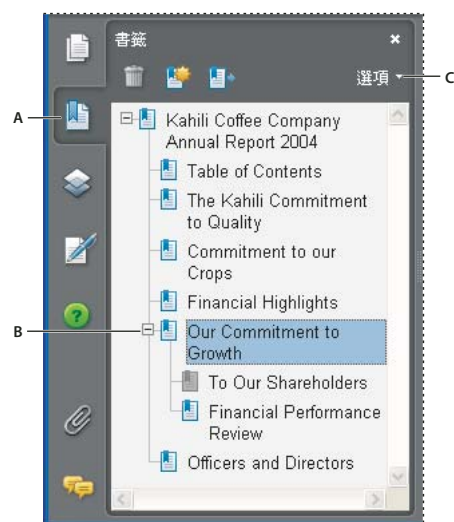 書籤
選項
C
A
Kahili Coffee Company
Annual Report 2004
Table of Contents
The Kahili Commitment
to Quality
Commitment to our
Crops
Financial Highlights
B
Our Commitment to
Growth
To Our Shareholders
Financial Performance
Review
Officers and Directors